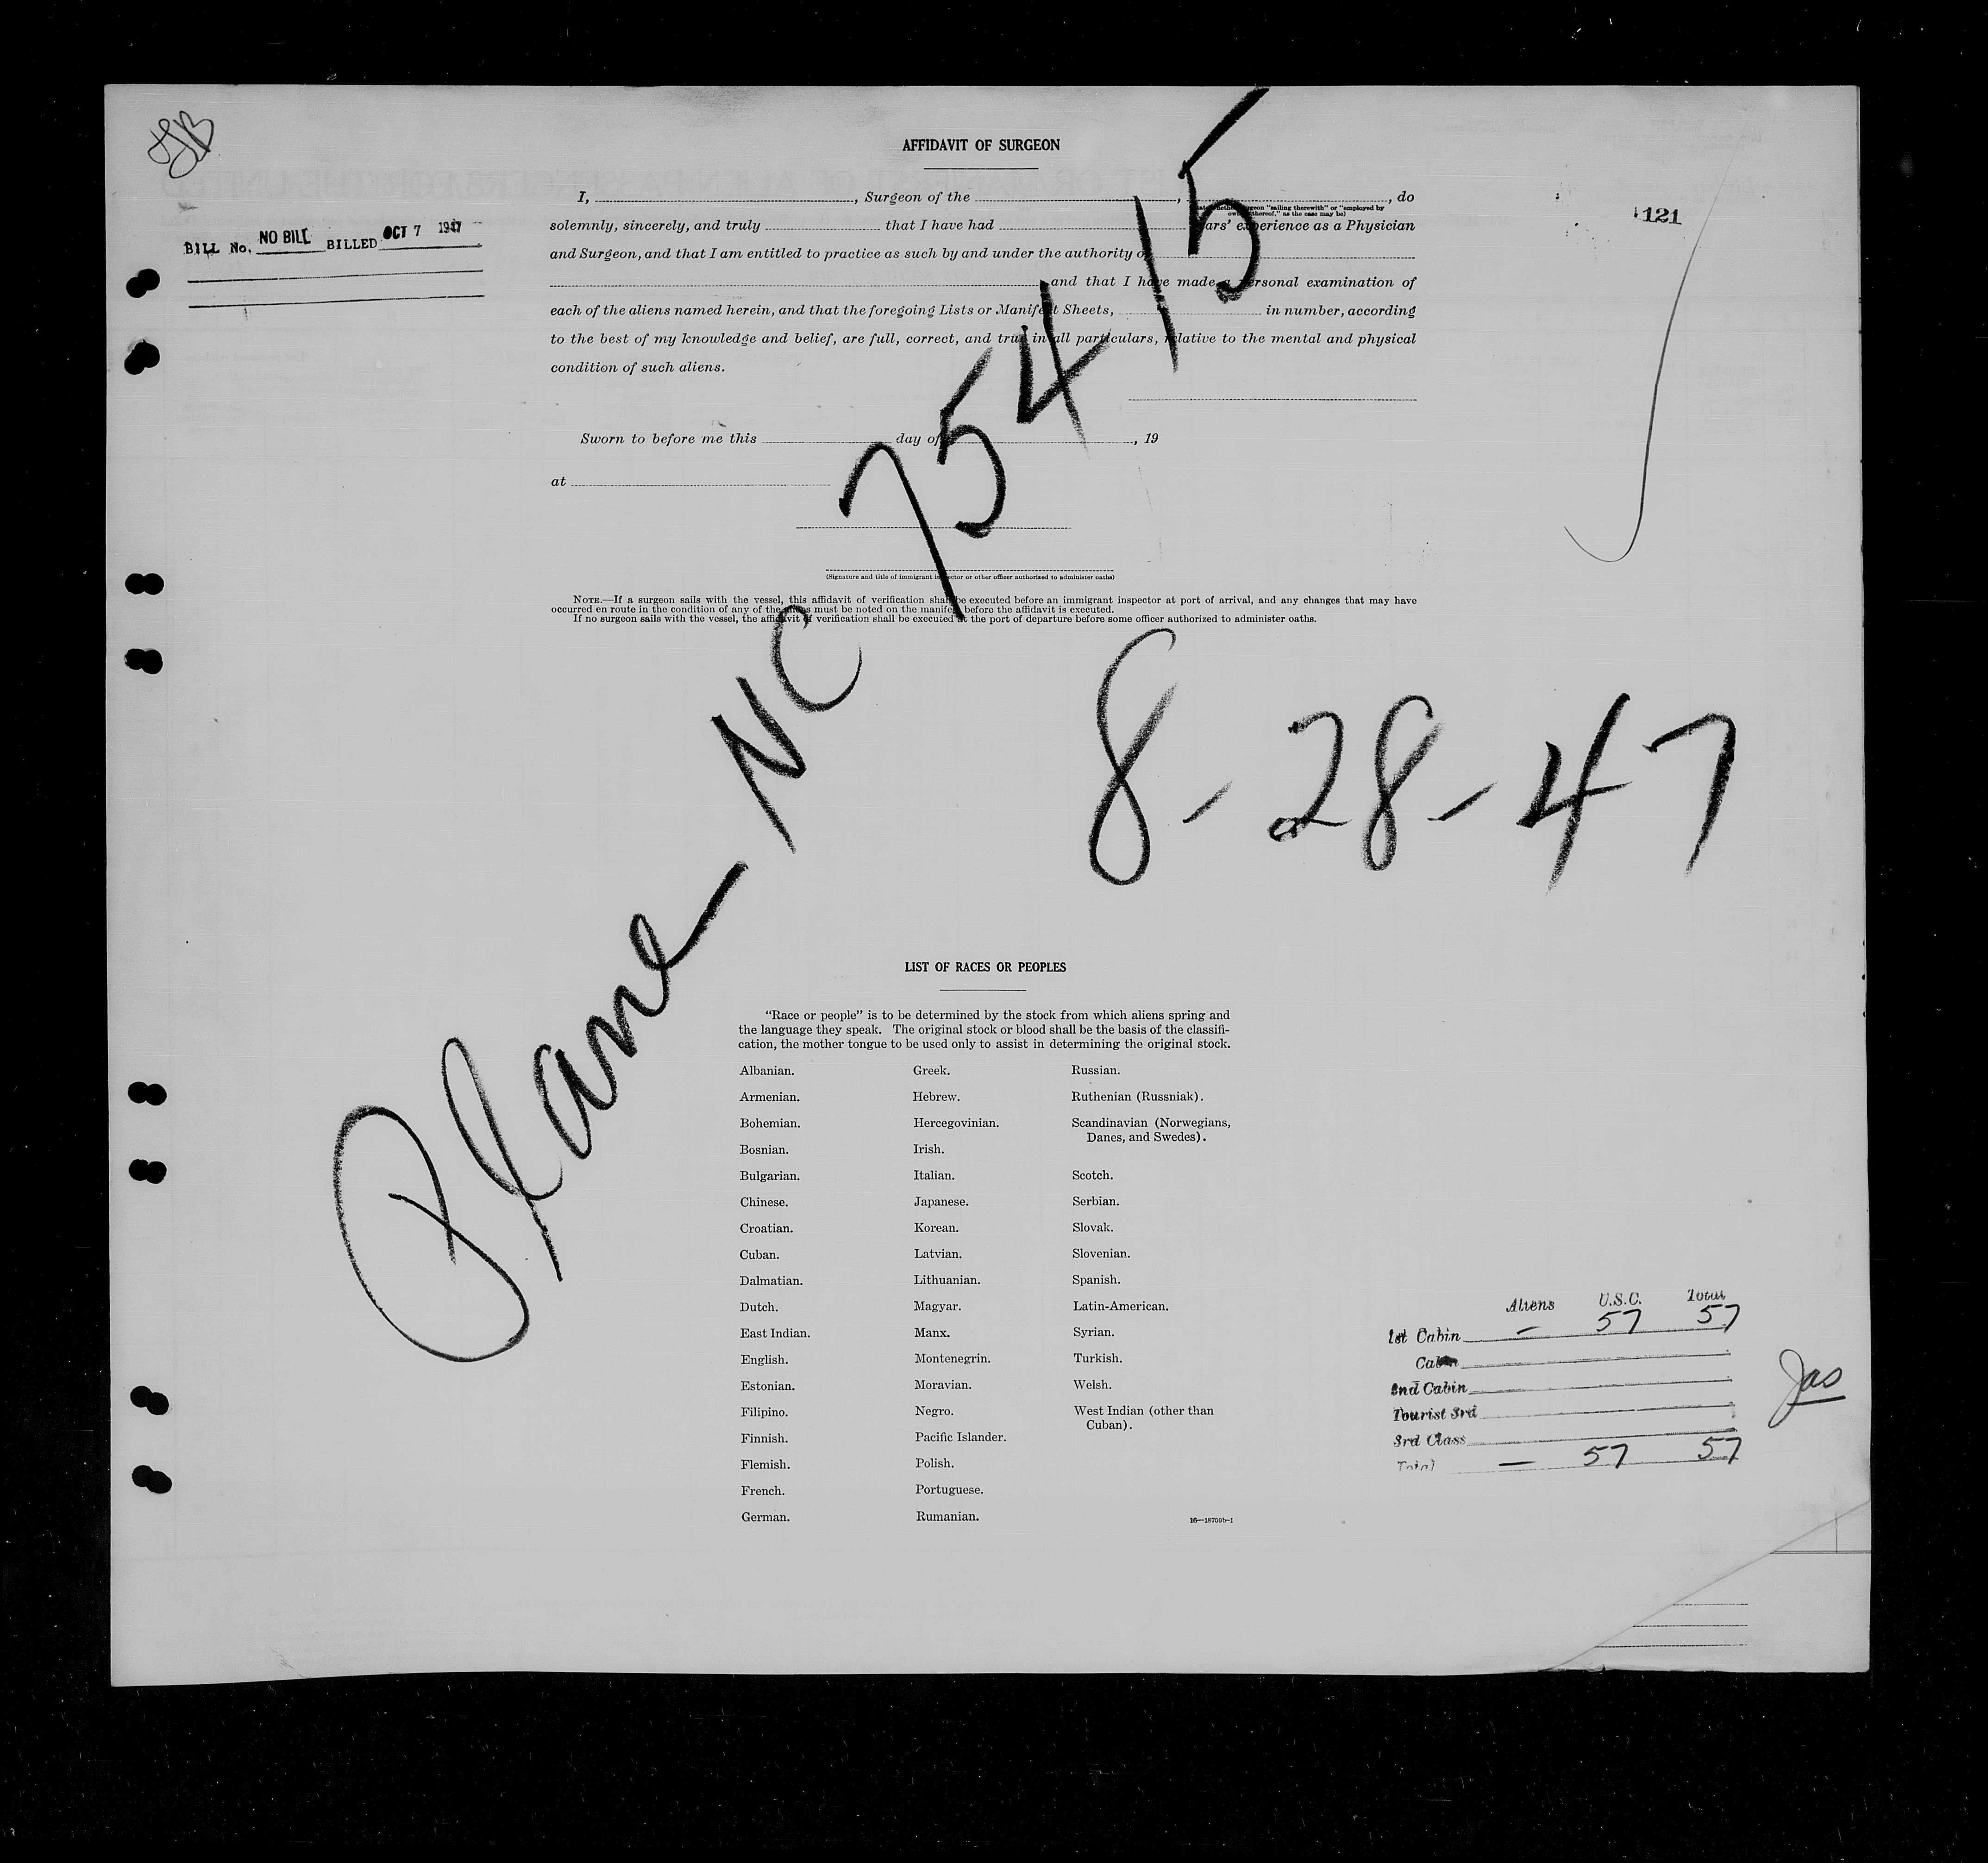 AFFIDAVIT OF SURGEON
I, , Surgeon of the , , do
solemnly, sincerely, and truly that I have had years' experience as a Physician
and Surgeon, and that I am entitled to practice as such by and under the authority of
and that I have made a personal examination of
each of the aliens named herein, and that the foregoing Lists or Manifest Sheets, in number, according
to the best of my knowledge and belief, are full, correct, and true in all particulars, relative to the mental and physical
condition of such aliens.
Sworn to before me this day of , 19
at
(Signature and title of immigrant inspector or other officer authorized to administer oaths)
NOTE.—If a surgeon sails with the vessel, this affidavit of verification shall be executed before an immigrant inspector at port of arrival, and any changes that may have
occurred en route in the condition of any of the aliens must be noted on the manifest before the affidavit is executed.
If no surgeon sails with the vessel, the affidavit of verification shall be executed at the port of departure before some officer authorized to administer oaths.
BILL No. NO BILL BILLED OCT 7 1947
121
Plane-NC 75415
8-28-47
LIST OF RACES OR PEOPLES
"Race or people" is to be determined by the stock from which aliens spring and
the language they speak. The original stock or blood shall be the basis of the classifi-
cation, the mother tongue to be used only to assist in determining the original stock.
Albanian. Greek. Russian.
Armenian. Hebrew. Ruthenian (Russniak).
Bohemian. Hercegovinian. Scandinavian (Norwegians,
Danes, and Swedes).
Bosnian. Irish.
Bulgarian. Italian. Scotch.
Chinese. Japanese. Serbian.
Croatian. Korean. Slovak.
Cuban. Latvian. Slovenian.
Dalmatian. Lithuanian. Spanish.
Dutch. Magyar. Latin-American.
East Indian. Manx. Syrian.
English. Montenegrin. Turkish.
Estonian. Moravian. Welsh.
Filipino. Negro. West Indian (other than
Cuban).
Finnish. Pacific Islander.
Flemish. Polish.
French. Portuguese.
German. Rumanian.
16—18709b-1
Aliens U.S.C. Total
1st Cabin — 57 57
Cabin
2nd Cabin
Tourist 3rd
3rd Class
Total — 57 57
Jas